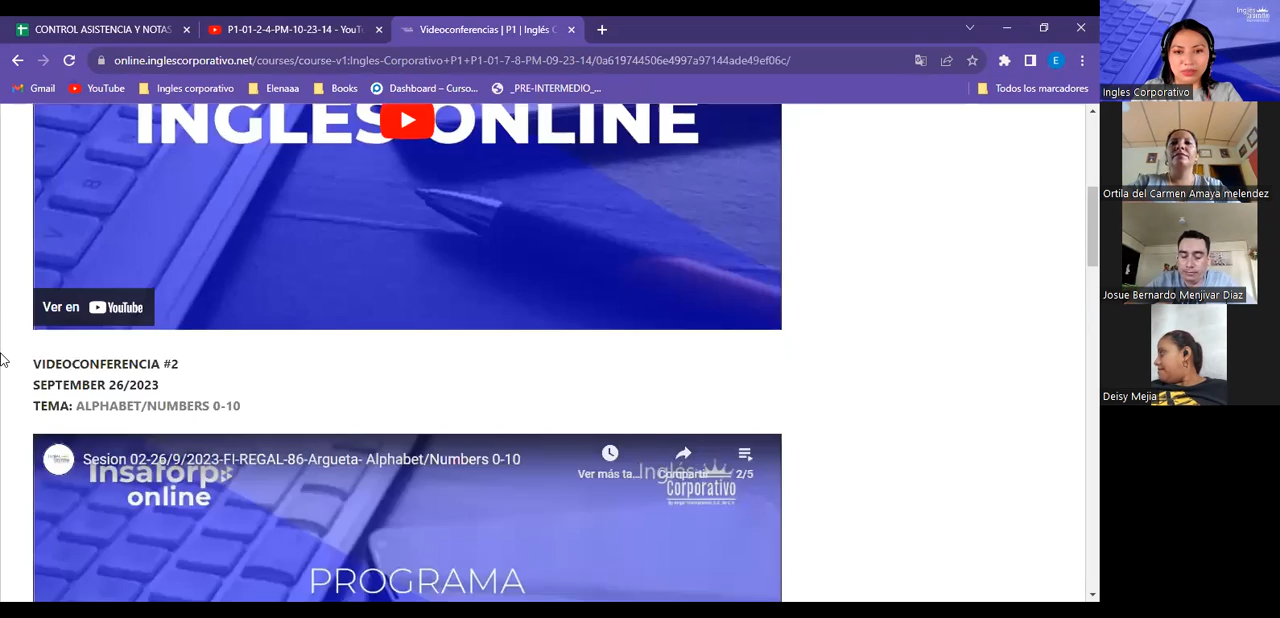 CONTROL ASISTENCIA Y NOTAS
P1-01-2-4-PM-10-23-14 - YouT
Videoconferencias | P1 | Inglés C
online.inglescorporativo.net/courses/course-v1:Ingles-Corporativo+P1+P1-01-7-8-PM-09-23-14/0a619744506e4997a97144ade49ef06c/
E
Gmail
YouTube
Ingles corporativo
Elenaaa
Books
Dashboard – Curso...
_PRE-INTERMEDIO_...
Todos los marcadores
INGLES ONLINE
Ver en YouTube
VIDEOCONFERENCIA #2
SEPTEMBER 26/2023
TEMA: ALPHABET/NUMBERS 0-10
Sesion 02-26/9/2023-FI-REGAL-86-Argueta- Alphabet/Numbers 0-10
Ver más ta...
2/5
Insaforp
online
Inglés
Corporativo
PROGRAMA
Ingles Corporativo
Ortila del Carmen Amaya melendez
Josue Bernardo Menjivar Diaz
Deisy Mejia